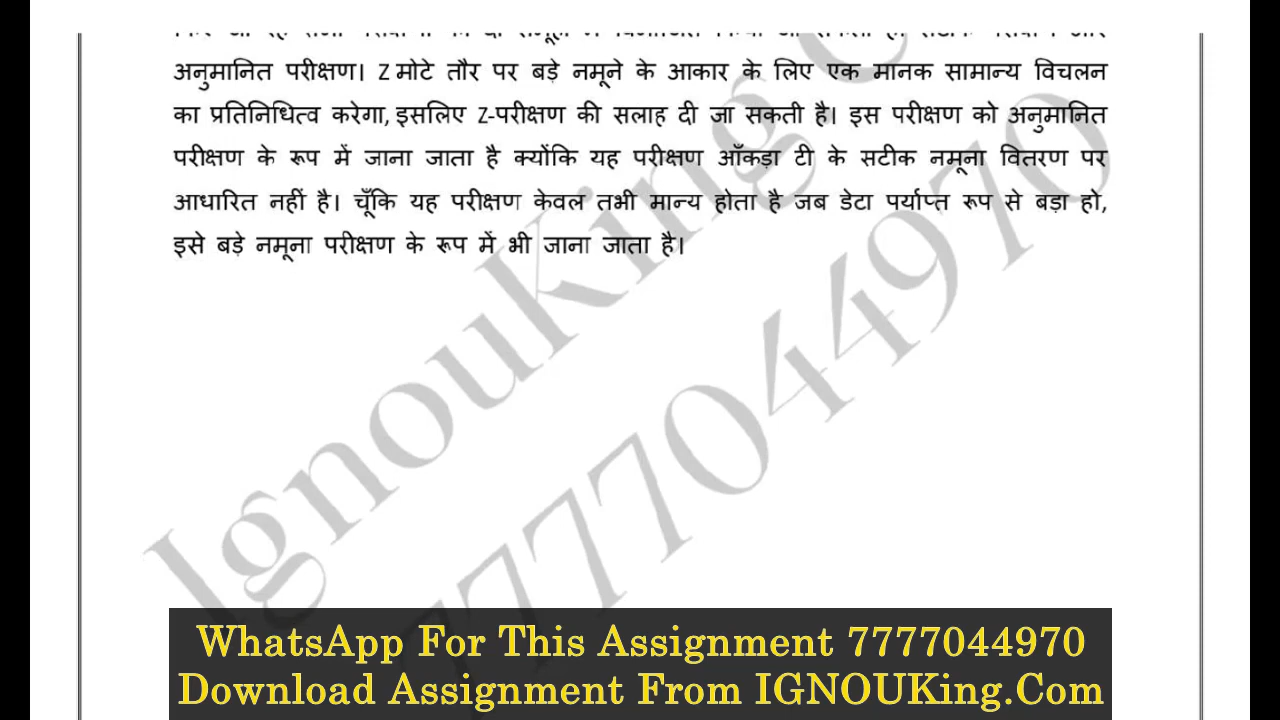 अनुमानित परीक्षण। Z मोटे तौर पर बड़े नमूने के आकार के लिए एक मानक सामान्य विचलन
का प्रतिनिधित्व करेगा, इसलिए Z-परीक्षण की सलाह दी जा सकती है। इस परीक्षण को अनुमानित
परीक्षण के रूप में जाना जाता है क्योंकि यह परीक्षण आँकड़ा टी के सटीक नमूना वितरण पर
आधारित नहीं है। चूँकि यह परीक्षण केवल तभी मान्य होता है जब डेटा पर्याप्त रूप से बड़ा हो,
इसे बड़े नमूना परीक्षण के रूप में भी जाना जाता है।
IgnouKing.C
7777044970
WhatsApp For This Assignment 7777044970
Download Assignment From IGNOUKing.Com